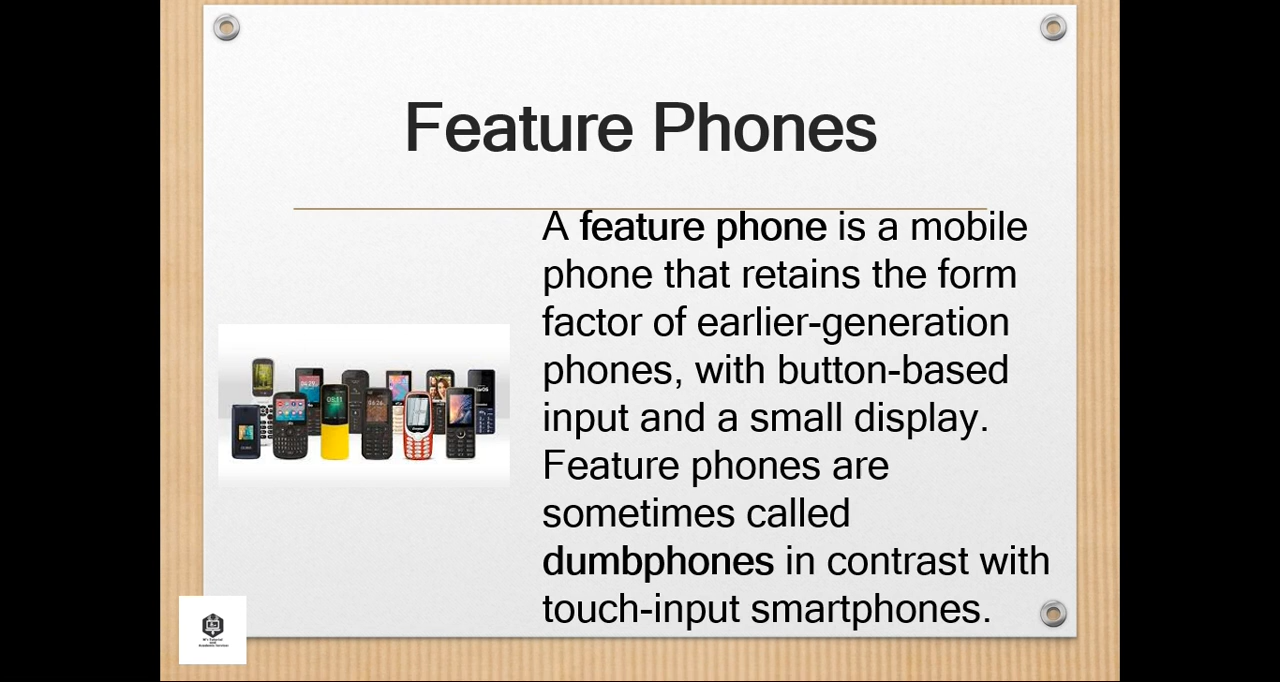 Feature Phones
A feature phone is a mobile
phone that retains the form
factor of earlier-generation
phones, with button-based
input and a small display.
Feature phones are
sometimes called
dumbphones in contrast with
touch-input smartphones.